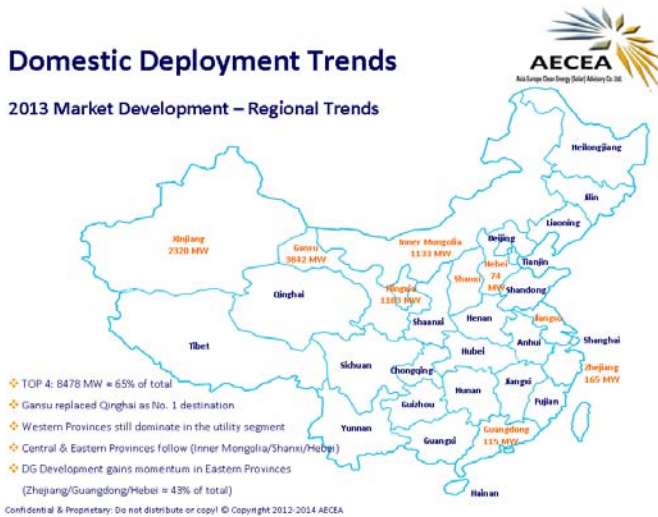 Domestic Deployment Trends
AECEA
Asia Europe Clean Energy (Solar) Advisory Co. Ltd.
2013 Market Development – Regional Trends
Heilongjiang
Jilin
Liaoning
Xinjiang
2320 MW
Gansu
3842 MW
Inner Mongolia
1133 MW
Beijing
Hebei
74
MW
Tianjin
Shanxi
Ningxia
1183 MW
Qinghai
Shandong
Shaanxi
Henan
Jiangsu
Tibet
Anhui
Shanghai
Hubei
Sichuan
Chongqing
Zhejiang
165 MW
Hunan
Jiangxi
Guizhou
Fujian
Yunnan
Guangxi
Guangdong
115 MW
Hainan
TOP 4: 8478 MW = 65% of total
Gansu replaced Qinghai as No. 1 destination
Western Provinces still dominate in the utility segment
Central & Eastern Provinces follow (Inner Mongolia/Shanxi/Hebei)
DG Development gains momentum in Eastern Provinces
(Zhejiang/Guangdong/Hebei = 43% of total)
Confidential & Proprietary: Do not distribute or copy! © Copyright 2012-2014 AECEA